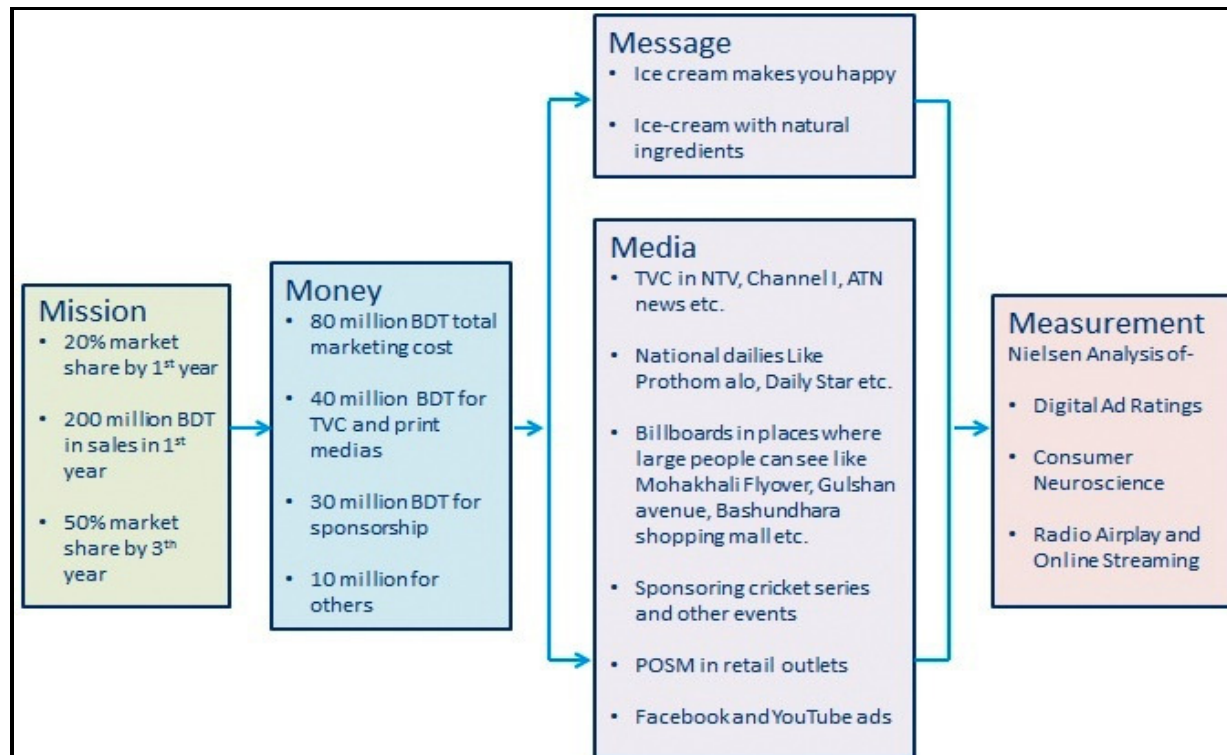 Mission
• 20% market
share by 1st year
• 200 million BDT
in sales in 1st
year
• 50% market
share by 3th
year
Money
• 80 million BDT total
marketing cost
• 40 million BDT for
TVC and print
medias
• 30 million BDT for
sponsorship
• 10 million for
others
Message
• Ice cream makes you happy
• Ice-cream with natural
ingredients
Media
• TVC in NTV, Channel I, ATN
news etc.
• National dailies Like
Prothom alo, Daily Star etc.
• Billboards in places where
large people can see like
Mohakhali Flyover, Gulshan
avenue, Bashundhara
shopping mall etc.
• Sponsoring cricket series
and other events
• POSM in retail outlets
• Facebook and YouTube ads
Measurement
Nielsen Analysis of-
• Digital Ad Ratings
• Consumer
Neuroscience
• Radio Airplay and
Online Streaming